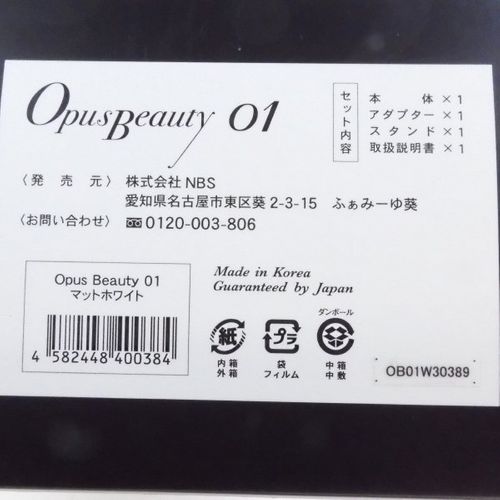 OpusBeauty 01
セット内容
本体×1
アダプター×1
スタンド×1
取扱説明書×1
〈発売元〉 株式会社NBS
愛知県名古屋市東区葵2-3-15 ふぁみーゆ葵
〈お問い合わせ〉 ☎0120-003-806
Opus Beauty 01
マットホワイト
4 582448 400384
Made in Korea
Guaranteed by Japan
紙
内箱
外箱
プラ
袋
フィルム
ダンボール
中箱
中敷
OB01W30389